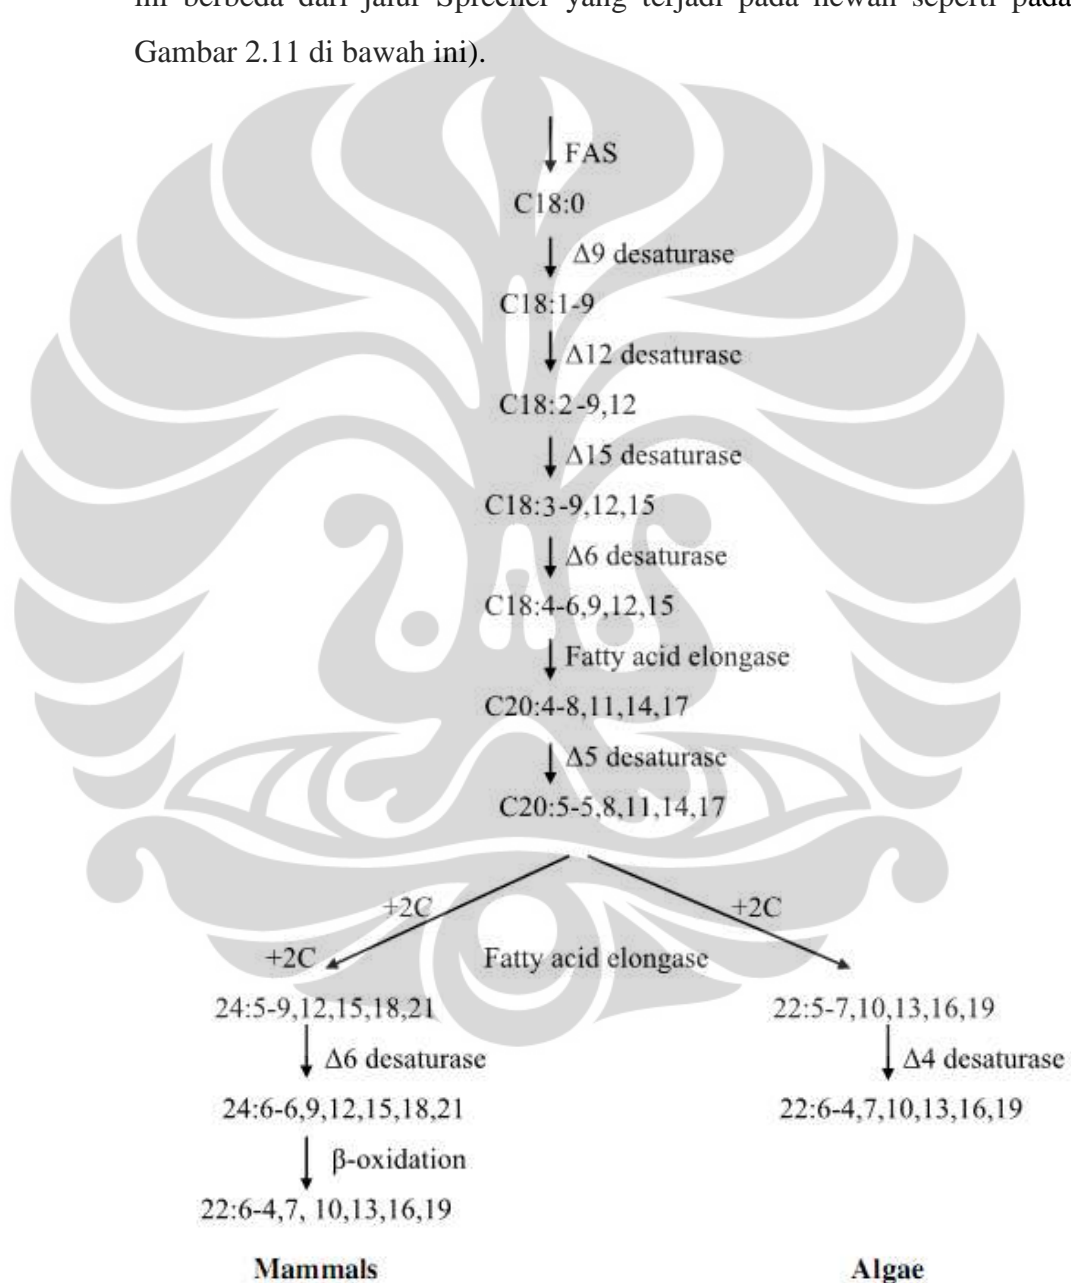 ini berbeda dari jalur Sprecher yang terjadi pada hewan seperti pada
Gambar 2.11 di bawah ini).
FAS
C18:0
Δ9 desaturase
C18:1-9
Δ12 desaturase
C18:2-9,12
Δ15 desaturase
C18:3-9,12,15
Δ6 desaturase
C18:4-6,9,12,15
Fatty acid elongase
C20:4-8,11,14,17
Δ5 desaturase
C20:5-5,8,11,14,17
+2C
+2C
+2C
Fatty acid elongase
24:5-9,12,15,18,21
22:5-7,10,13,16,19
Δ6 desaturase
Δ4 desaturase
24:6-6,9,12,15,18,21
22:6-4,7,10,13,16,19
β-oxidation
22:6-4,7, 10,13,16,19
Mammals
Algae